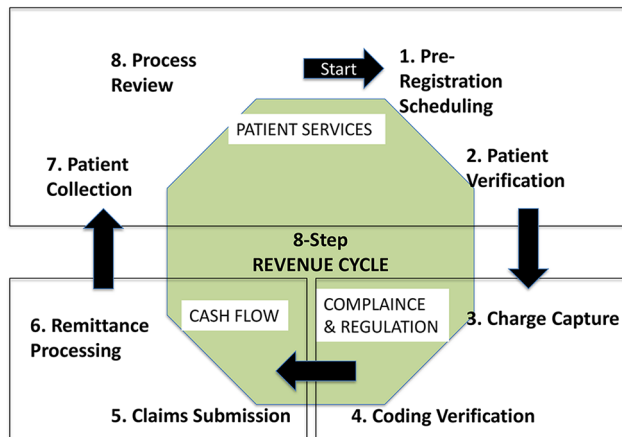 8. Process
Review
Start
1. Pre-
Registration
Scheduling
PATIENT SERVICES
7. Patient
Collection
2. Patient
Verification
8-Step
REVENUE CYCLE
6. Remittance
Processing
CASH FLOW
COMPLAINCE
& REGULATION
3. Charge Capture
5. Claims Submission
4. Coding Verification